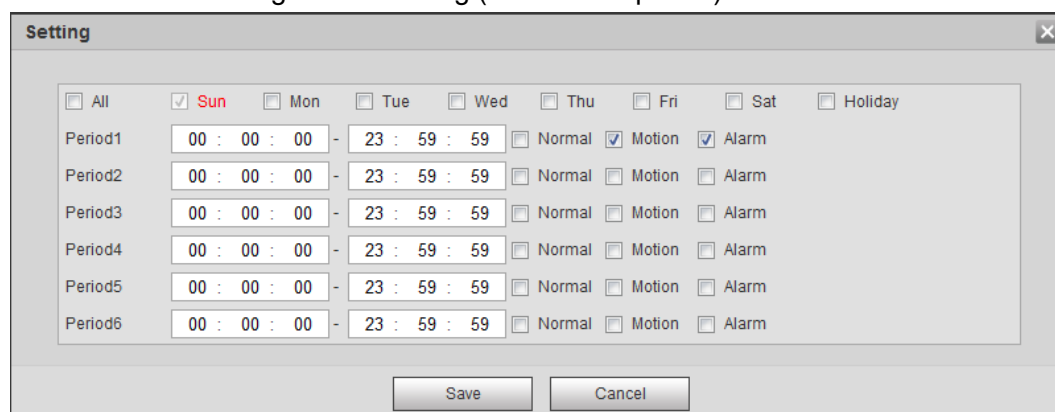 Setting
All Sun Mon Tue Wed Thu Fri Sat Holiday
Period1 00 : 00 : 00 - 23 : 59 : 59 Normal Motion Alarm
Period2 00 : 00 : 00 - 23 : 59 : 59 Normal Motion Alarm
Period3 00 : 00 : 00 - 23 : 59 : 59 Normal Motion Alarm
Period4 00 : 00 : 00 - 23 : 59 : 59 Normal Motion Alarm
Period5 00 : 00 : 00 - 23 : 59 : 59 Normal Motion Alarm
Period6 00 : 00 : 00 - 23 : 59 : 59 Normal Motion Alarm
Save Cancel